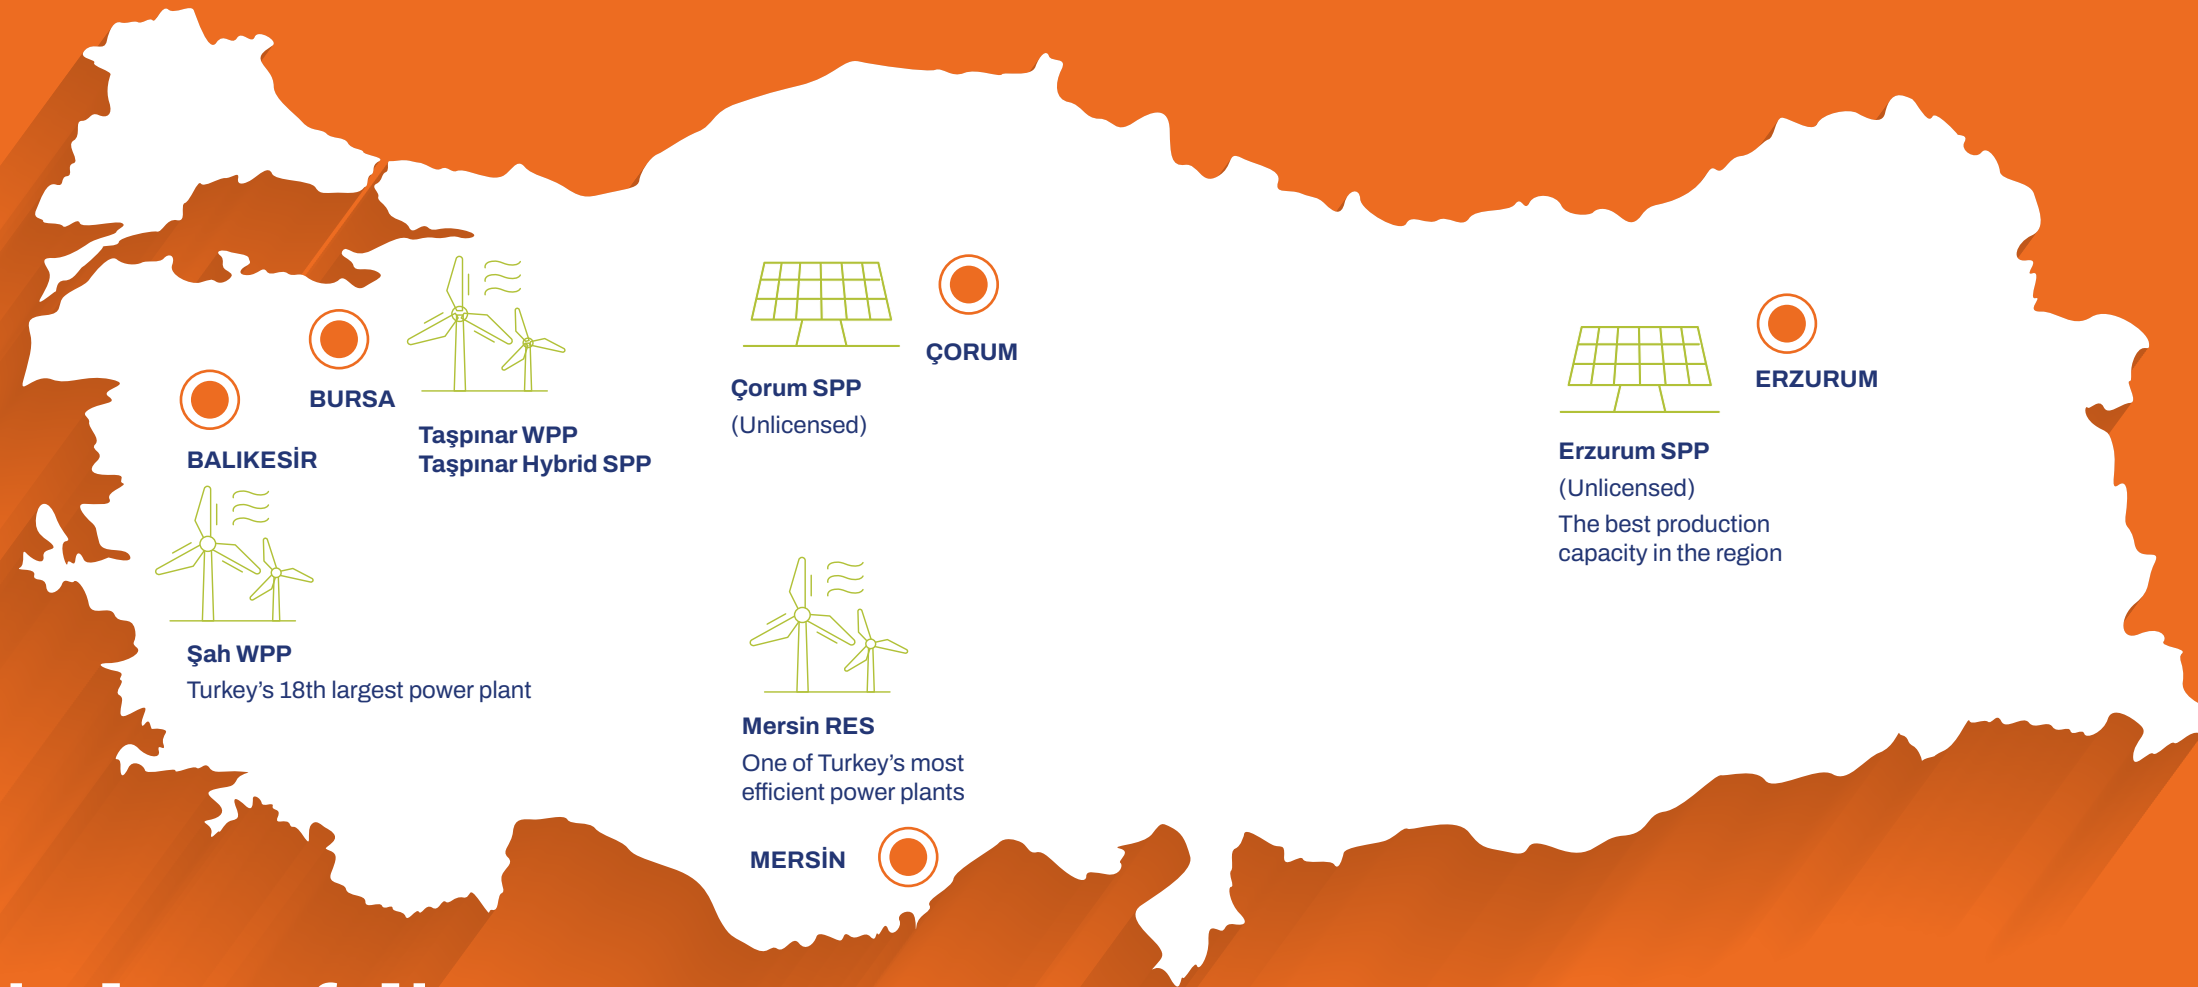 BURSA
Taşpınar WPP
Taşpınar Hybrid SPP
BALIKESİR
Şah WPP
Turkey’s 18th largest power plant
ÇORUM
Çorum SPP
(Unlicensed)
Mersin RES
One of Turkey’s most
efficient power plants
MERSİN
ERZURUM
Erzurum SPP
(Unlicensed)
The best production
capacity in the region